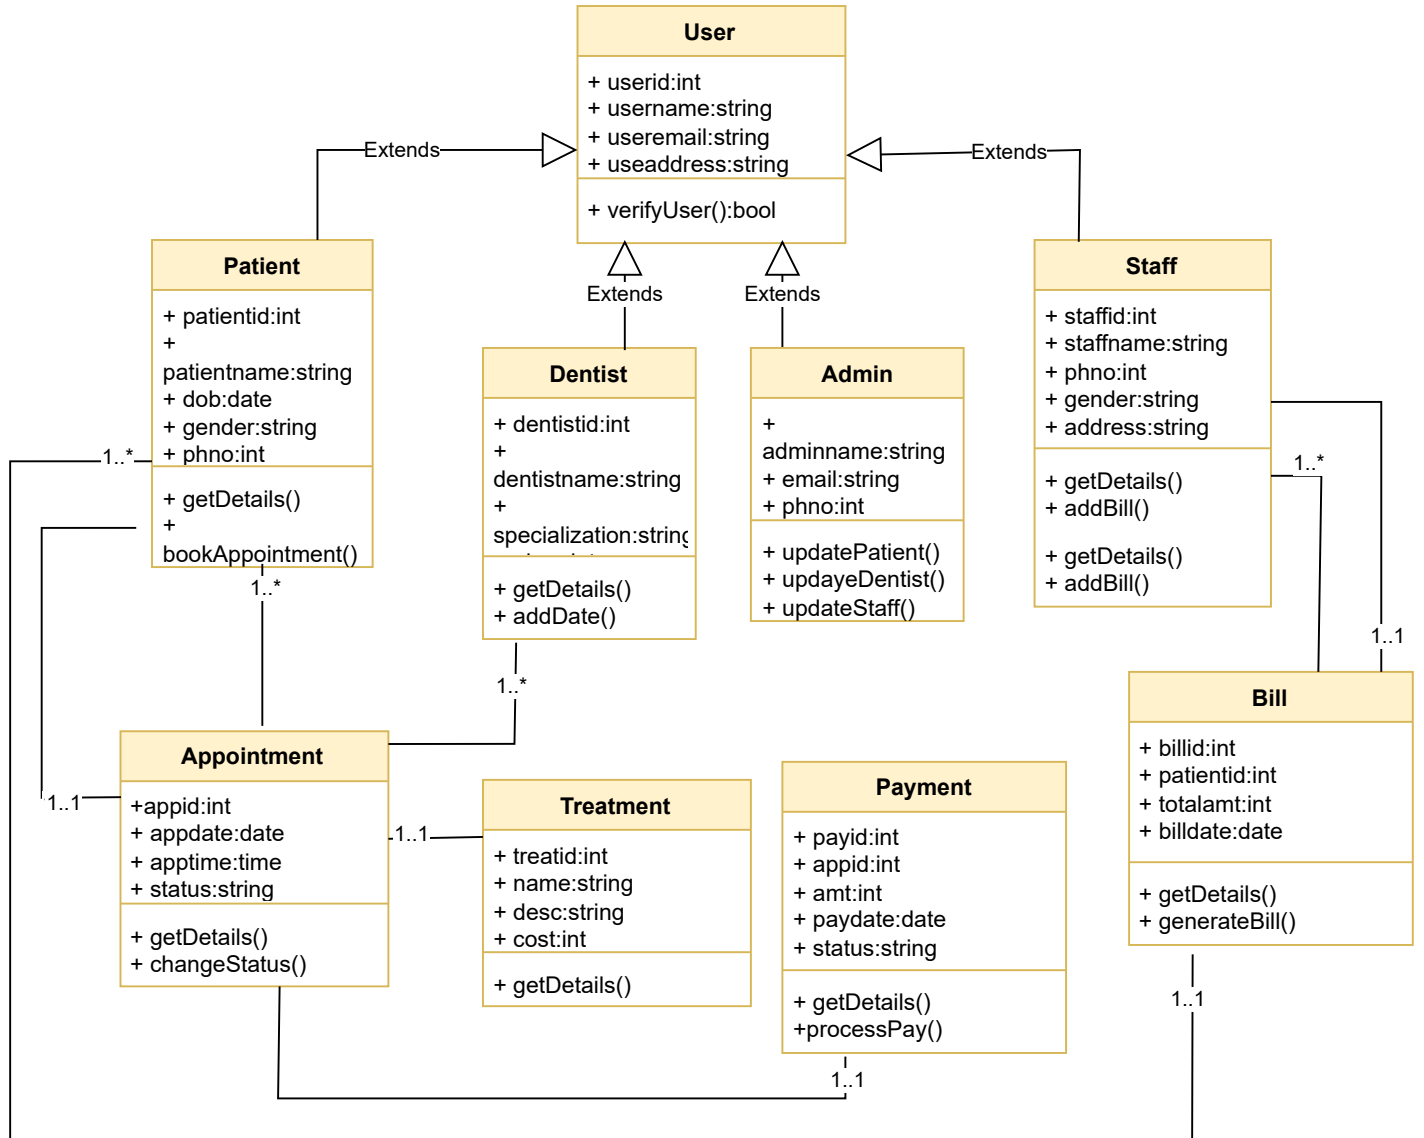 User
+ userid:int
+ username:string
+ useremail:string
+ useaddress:string
+ verifyUser():bool
Extends
Extends
Extends
Extends
Patient
+ patientid:int
+
patientname:string
+ dob:date
+ gender:string
+ phno:int
+ getDetails()
+
bookAppointment()
Dentist
+ dentistid:int
+
dentistname:string
+
specialization:string
+ getDetails()
+ addDate()
Admin
+
adminname:string
+ email:string
+ phno:int
+ updatePatient()
+ updayeDentist()
+ updateStaff()
Staff
+ staffid:int
+ staffname:string
+ phno:int
+ gender:string
+ address:string
+ getDetails()
+ addBill()
+ getDetails()
+ addBill()
1..*
1..*
1..*
1..*
1..1
1..1
1..1
1..1
1..1
Appointment
+appid:int
+ appdate:date
+ apptime:time
+ status:string
+ getDetails()
+ changeStatus()
Treatment
+ treatid:int
+ name:string
+ desc:string
+ cost:int
+ getDetails()
Payment
+ payid:int
+ appid:int
+ amt:int
+ paydate:date
+ status:string
+ getDetails()
+processPay()
Bill
+ billid:int
+ patientid:int
+ totalamt:int
+ billdate:date
+ getDetails()
+ generateBill()